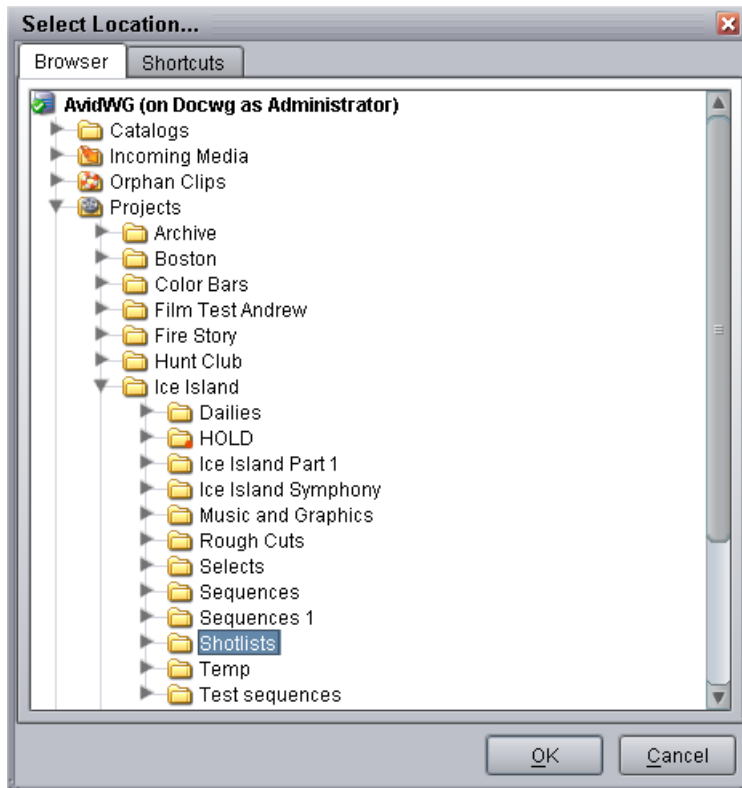 Select Location...
Browser Shortcuts
AvidWG (on Docwg as Administrator)
Catalogs
Incoming Media
Orphan Clips
Projects
Archive
Boston
Color Bars
Film Test Andrew
Fire Story
Hunt Club
Ice Island
Dailies
HOLD
Ice Island Part 1
Ice Island Symphony
Music and Graphics
Rough Cuts
Selects
Sequences
Sequences 1
Shotlists
Temp
Test sequences
OK Cancel